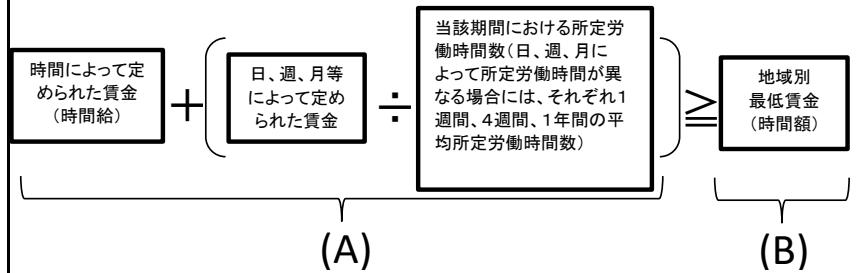 時間によって定
められた賃金
（時間給）
＋
日、週、月等
によって定め
られた賃金
÷
当該期間における所定労
働時間数（日、週、月に
よって所定労働時間が異
なる場合には、それぞれ１
週間、４週間、１年間の平
均所定労働時間数）
≧
地域別
最低賃金
（時間額）
(A)
(B)